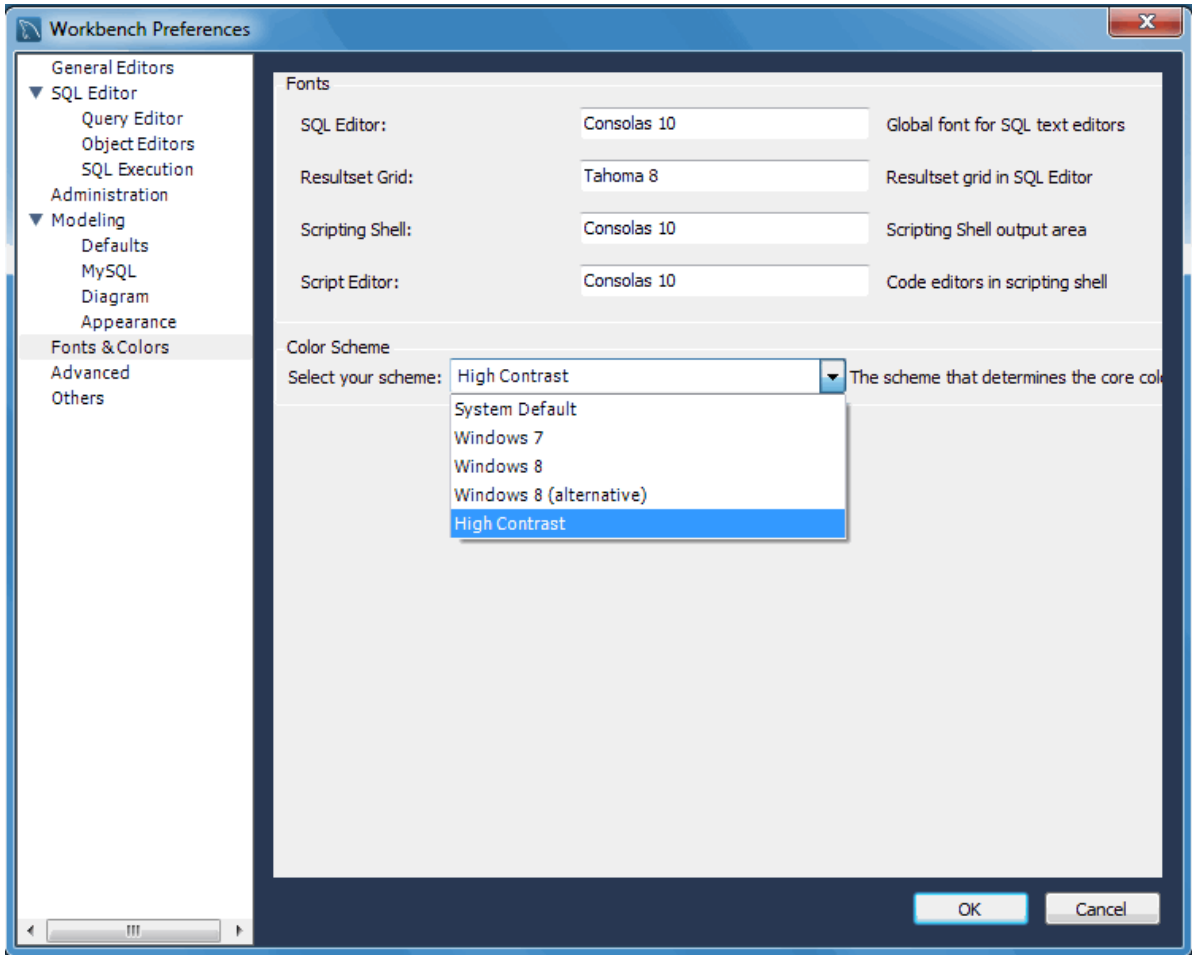 Workbench Preferences
General Editors
SQL Editor
Query Editor
Object Editors
SQL Execution
Administration
Modeling
Defaults
MySQL
Diagram
Appearance
Fonts & Colors
Advanced
Others
Fonts
SQL Editor: Consolas 10 Global font for SQL text editors
Resultset Grid: Tahoma 8 Resultset grid in SQL Editor
Scripting Shell: Consolas 10 Scripting Shell output area
Script Editor: Consolas 10 Code editors in scripting shell
Color Scheme
Select your scheme: High Contrast The scheme that determines the core col
System Default
Windows 7
Windows 8
Windows 8 (alternative)
High Contrast
OK Cancel